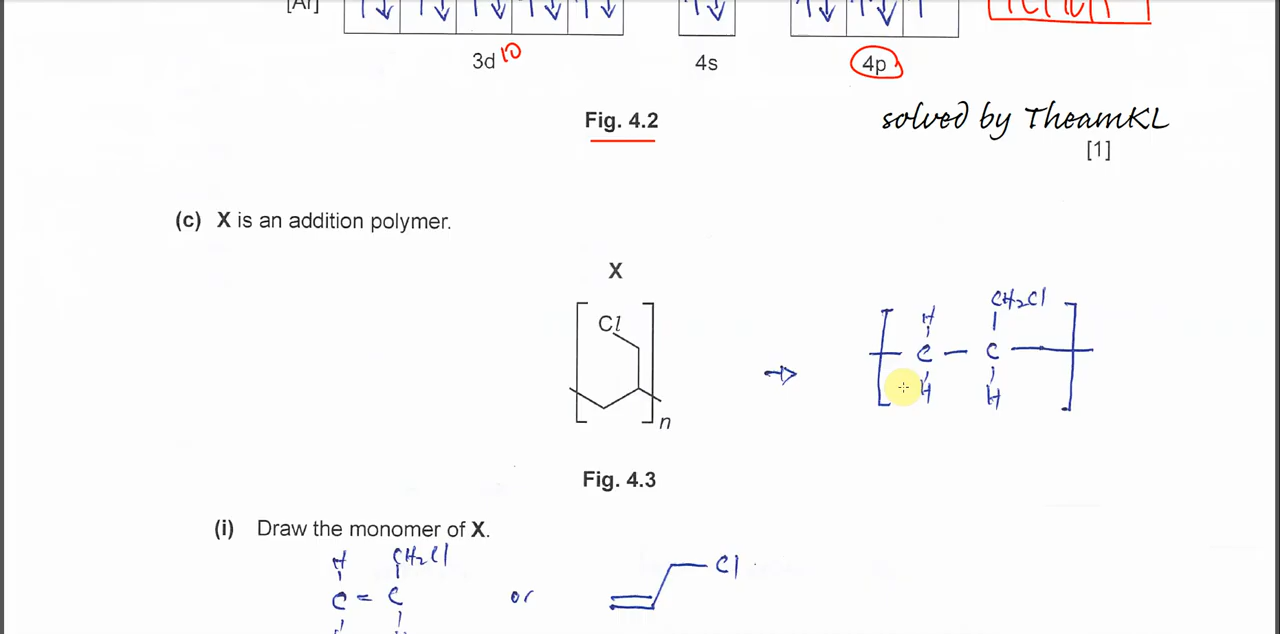 [Ar]
3d 10 4s 4p
Fig. 4.2
solved by TheamKL
[1]
(c) X is an addition polymer.
X
Cl
n
CH₂Cl
H
C — C
H H
Fig. 4.3
(i) Draw the monomer of X.
H CH₂Cl
C = C or Cl